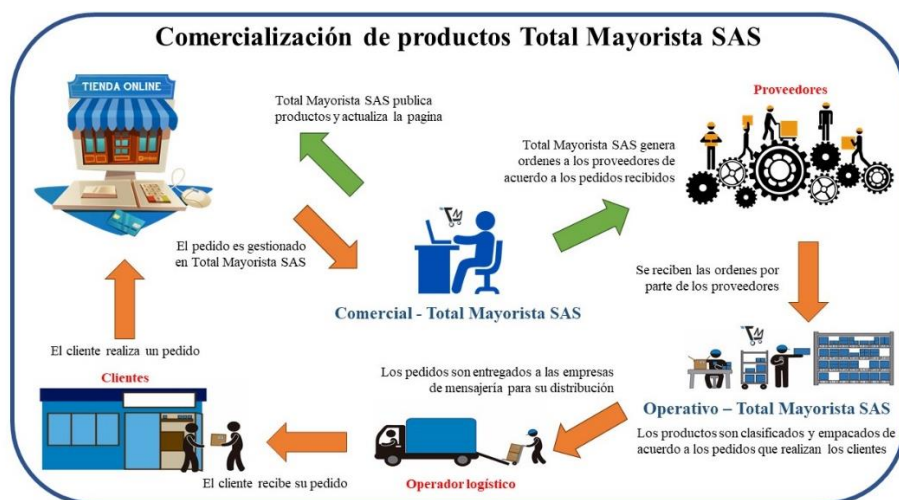 Comercialización de productos Total Mayorista SAS
TIENDA ONLINE
Total Mayorista SAS publica
productos y actualiza la pagina
Proveedores
Total Mayorista SAS genera
ordenes a los proveedores de
acuerdo a los pedidos recibidos
El pedido es gestionado
en Total Mayorista SAS
Comercial - Total Mayorista SAS
Se reciben las ordenes por
parte de los proveedores
El cliente realiza un pedido
Clientes
Los pedidos son entregados a las empresas
de mensajería para su distribución
Operativo – Total Mayorista SAS
Los productos son clasificados y empacados de
acuerdo a los pedidos que realizan los clientes
El cliente recibe su pedido
Operador logístico